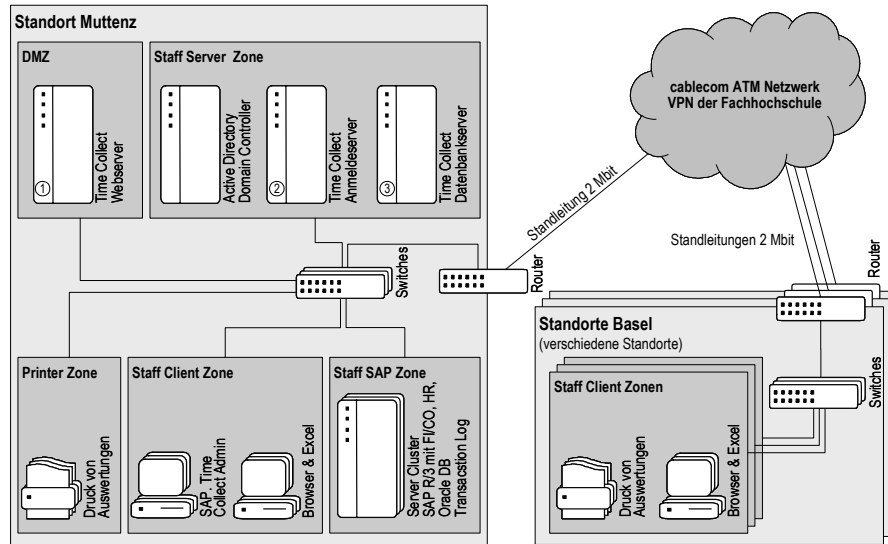 Standort Muttenz
DMZ
①
Time Collect
Webserver
Staff Server Zone
Active Directory
Domain Controller
②
Time Collect
Anmeldeserver
③
Time Collect
Datenbankserver
cablecom ATM Netzwerk
VPN der Fachhochschule
Standleitung 2 Mbit
Standleitungen 2 Mbit
Switches
Router
Router
Printer Zone
Druck von
Auswertungen
Staff Client Zone
SAP, Time
Collect Admin
Browser & Excel
Staff SAP Zone
Server Cluster
SAP R/3 mit FI/CO, HR,
Oracle DB
Transacstion Log
Standorte Basel
(verschiedene Standorte)
Switches
Staff Client Zonen
Druck von
Auswertungen
Browser & Excel